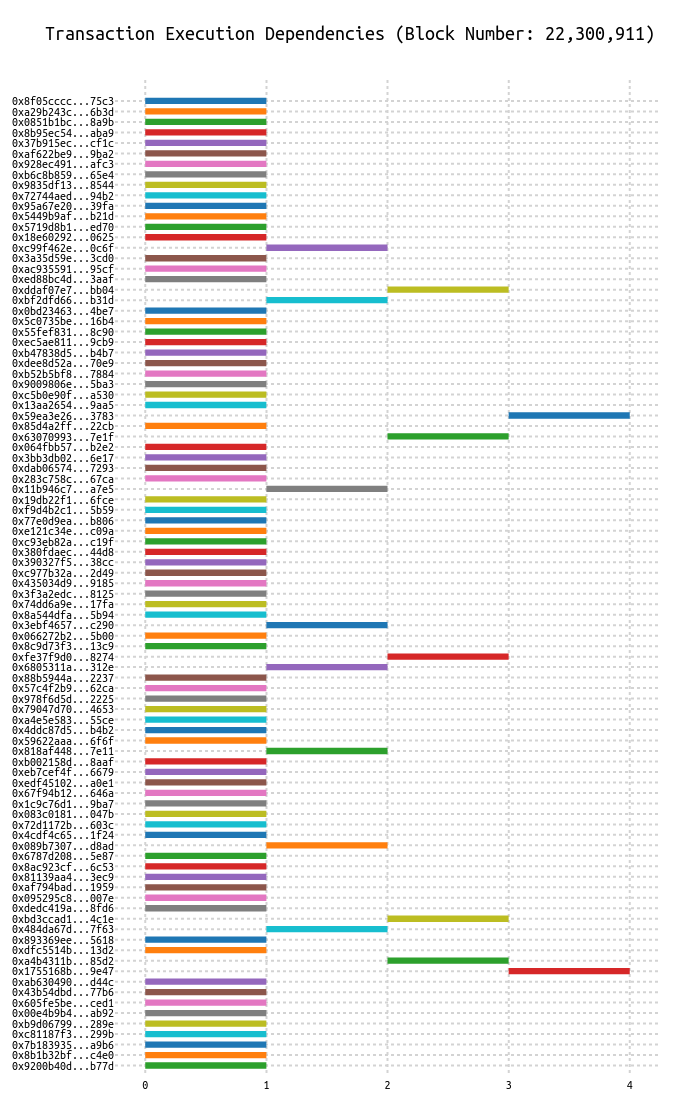 Transaction Execution Dependencies (Block Number: 22,300,911)
0x8f05cccc...75c3
0xa29b243c...6b3d
0x0851b1bc...8a9b
0x8b95ec54...aba9
0x37b915ec...cf1c
0xaf622be9...9ba2
0x928ec491...afc3
0xb6c8b859...65e4
0x9835df13...8544
0x72744aed...94b2
0x95a67e20...39fa
0x5449b9af...b21d
0x5719d8b1...ed70
0x18e60292...0625
0xc99f462e...0c6f
0x3a35d59e...3cd0
0xac935591...95cf
0xed88bc4d...3aaf
0xddaf07e7...bb04
0xbf2dfd66...b31d
0x0bd23463...4be7
0x5c0735be...16b4
0x55fef831...8c90
0xec5ae811...9cb9
0xb47838d5...b4b7
0xdee8d52a...70e9
0xb52b5bf8...7884
0x9009806e...5ba3
0xc5b0e90f...a530
0x13aa2654...9aa5
0x59ea3e26...3783
0x85d4a2ff...22cb
0x63070993...7e1f
0x064fbb57...b2e2
0x3bb3db02...6e17
0xdab06574...7293
0x283c758c...67ca
0x11b946c7...a7e5
0x19db22f1...6fce
0xf9d4b2c1...5b59
0x77e0d9ea...b806
0xe121c34e...c09a
0xc93eb82a...c19f
0x380fdaec...44d8
0x390327f5...38cc
0xc977b32a...2d49
0x435034d9...9185
0x3f3a2edc...8125
0x74dd6a9e...17fa
0x8a544dfa...5b94
0x3ebf4657...c290
0x066272b2...5b00
0x8c9d73f3...13c9
0xfe37f9d0...8274
0x6805311a...312e
0x88b5944a...2237
0x57c4f2b9...62ca
0x978f6d5d...2225
0x79047d70...4653
0xa4e5e583...55ce
0x4ddc87d5...b4b2
0x59622aaa...6f6f
0x818af448...7e11
0xb002158d...8aaf
0xeb7cef4f...6679
0xedf45102...a0e1
0x67f94b12...646a
0x1c9c76d1...9ba7
0x083c0181...047b
0x72d1172b...603c
0x4cdf4c65...1f24
0x089b7307...d8ad
0x6787d208...5e87
0x8ac923cf...6c53
0x81139aa4...3ec9
0xaf794bad...1959
0x095295c8...007e
0xdedc419a...8fd6
0xbd3ccad1...4c1e
0x484da67d...7f63
0x893369ee...5618
0xdfc5514b...13d2
0xa4b4311b...85d2
0x1755168b...9e47
0xab630490...d44c
0x43b54dbd...77b6
0x605fe5be...ced1
0x00e4b9b4...ab92
0xb9d06799...289e
0xc81187f3...299b
0x7b183935...a9b6
0x8b1b32bf...c4e0
0x9200b40d...b77d
0 1 2 3 4